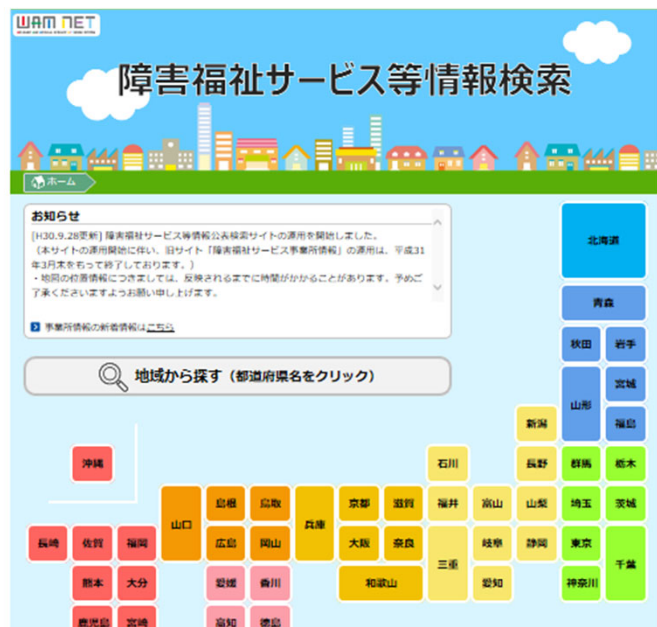 WAM NET
障害福祉サービス等情報検索
ホーム
お知らせ
[H30.9.28更新] 障害福祉サービス等情報公表検索サイトの運用を開始しました。
（本サイトの運用開始に伴い、旧サイト「障害福祉サービス事業所情報」の運用は、平成31
年3月末をもって終了しております。）
・地図の位置情報につきましては、反映されるまでに時間がかかることがあります。予めご
了承くださいますようお願い申し上げます。
事業所情報の新着情報はこちら
地域から探す（都道府県名をクリック）
北海道
青森
秋田 岩手
宮城
山形
福島
新潟
沖縄 石川 長野 群馬 栃木
島根 鳥取 京都 滋賀 福井 富山 山梨 埼玉 茨城
山口 兵庫
長崎 佐賀 福岡 広島 岡山 大阪 奈良 岐阜 静岡 東京
三重 千葉
熊本 大分 愛媛 香川 和歌山 愛知 神奈川
鹿児島 宮崎 高知 徳島